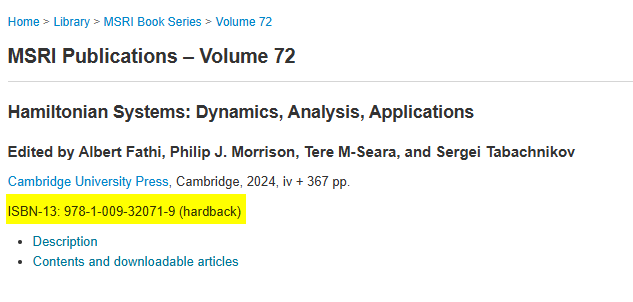 Home > Library > MSRI Book Series > Volume 72
MSRI Publications – Volume 72
Hamiltonian Systems: Dynamics, Analysis, Applications
Edited by Albert Fathi, Philip J. Morrison, Tere M-Seara, and Sergei Tabachnikov
Cambridge University Press, Cambridge, 2024, iv + 367 pp.
ISBN-13: 978-1-009-32071-9 (hardback)
• Description
• Contents and downloadable articles